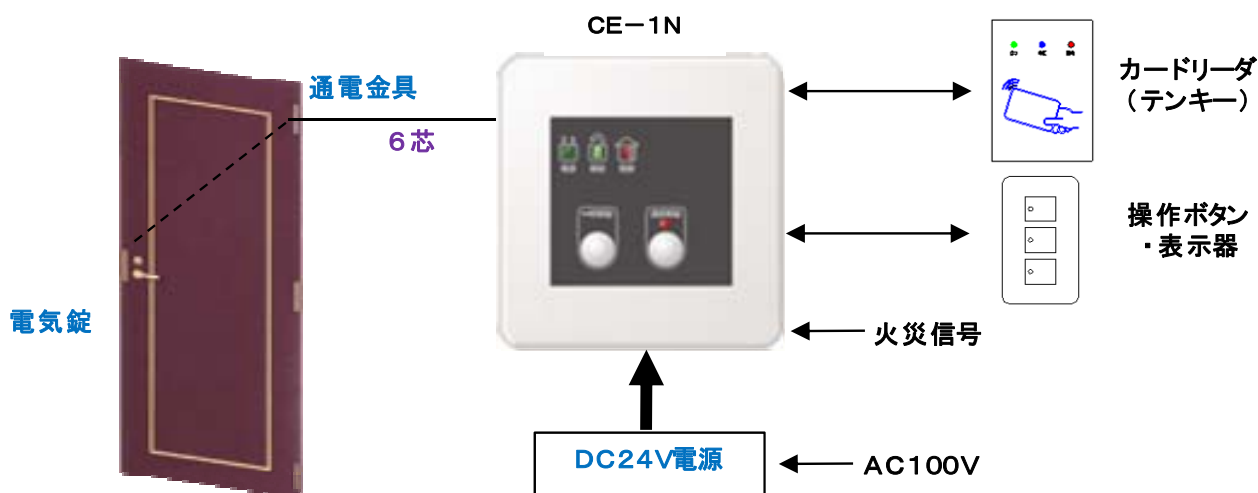 CE-1N
通電金具
6芯
カードリーダ
（テンキー）
操作ボタン
・表示器
電気錠
火災信号
DC24V電源
AC100V